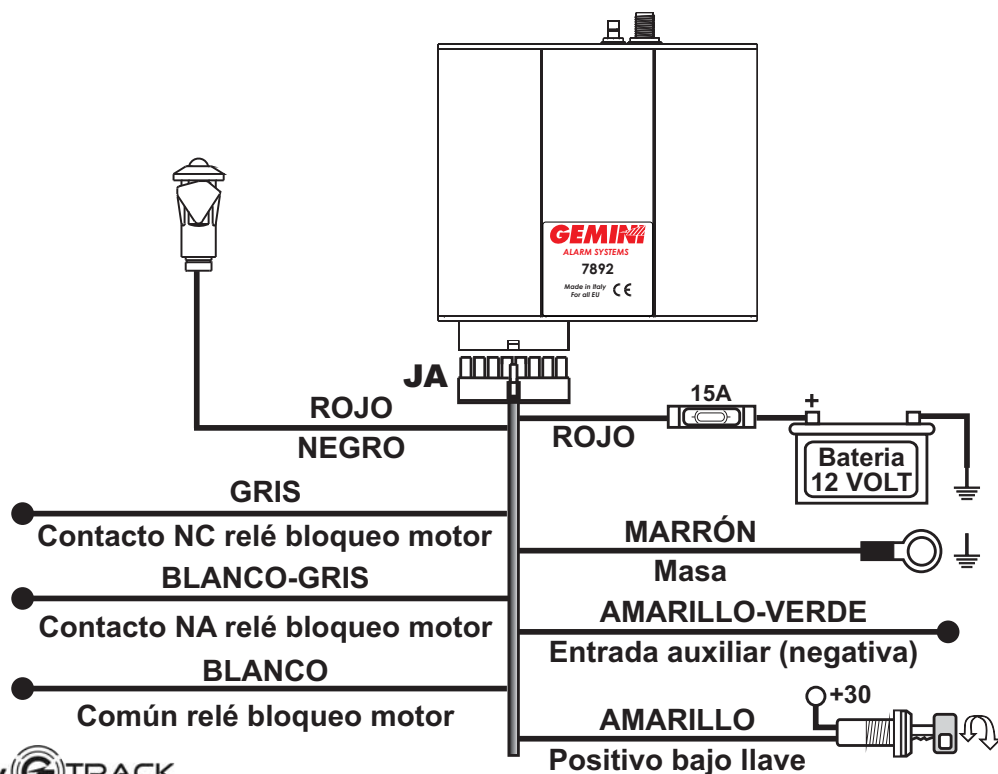 GEMINI
ALARM SYSTEMS
7892
Made in Italy
For all EU CE
JA
ROJO
NEGRO
GRIS
Contacto NC relé bloqueo motor
BLANCO-GRIS
Contacto NA relé bloqueo motor
BLANCO
Común relé bloqueo motor
15A
+
ROJO
Bateria
12 VOLT
MARRÓN
Masa
AMARILLO-VERDE
Entrada auxiliar (negativa)
+30
AMARILLO
Positivo bajo llave
TRACK